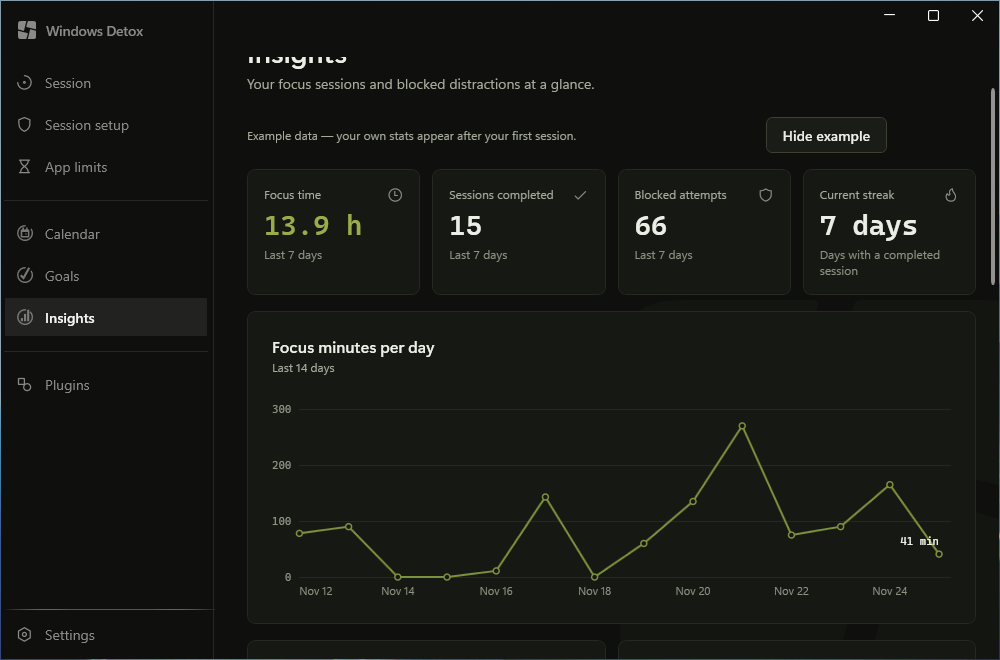 Windows Detox
Session
Session setup
App limits
Calendar
Goals
Insights
Plugins
Settings
Insights
Your focus sessions and blocked distractions at a glance.
Example data — your own stats appear after your first session.
Hide example
Focus time
13.9 h
Last 7 days
Sessions completed
15
Last 7 days
Blocked attempts
66
Last 7 days
Current streak
7 days
Days with a completed
session
Focus minutes per day
Last 14 days
300
200
100
0
41 min
Nov 12
Nov 14
Nov 16
Nov 18
Nov 20
Nov 22
Nov 24